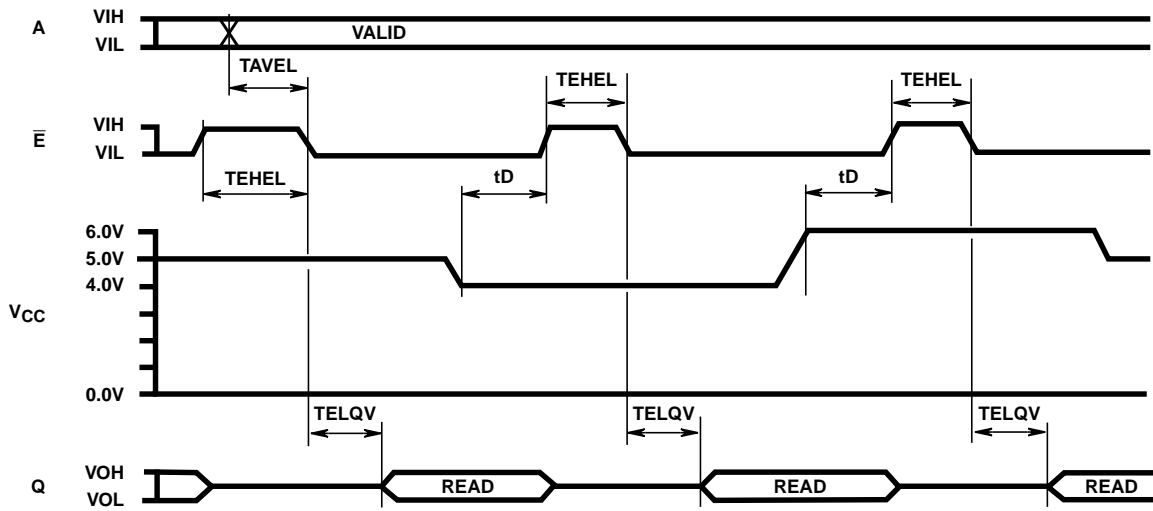 A
VIH
VIL
VALID
TAVEL
TEHEL
TEHEL
E̅
VIH
VIL
TEHEL
tD
tD
6.0V
5.0V
4.0V
VCC
0.0V
TELQV
TELQV
TELQV
Q
VOH
VOL
READ
READ
READ